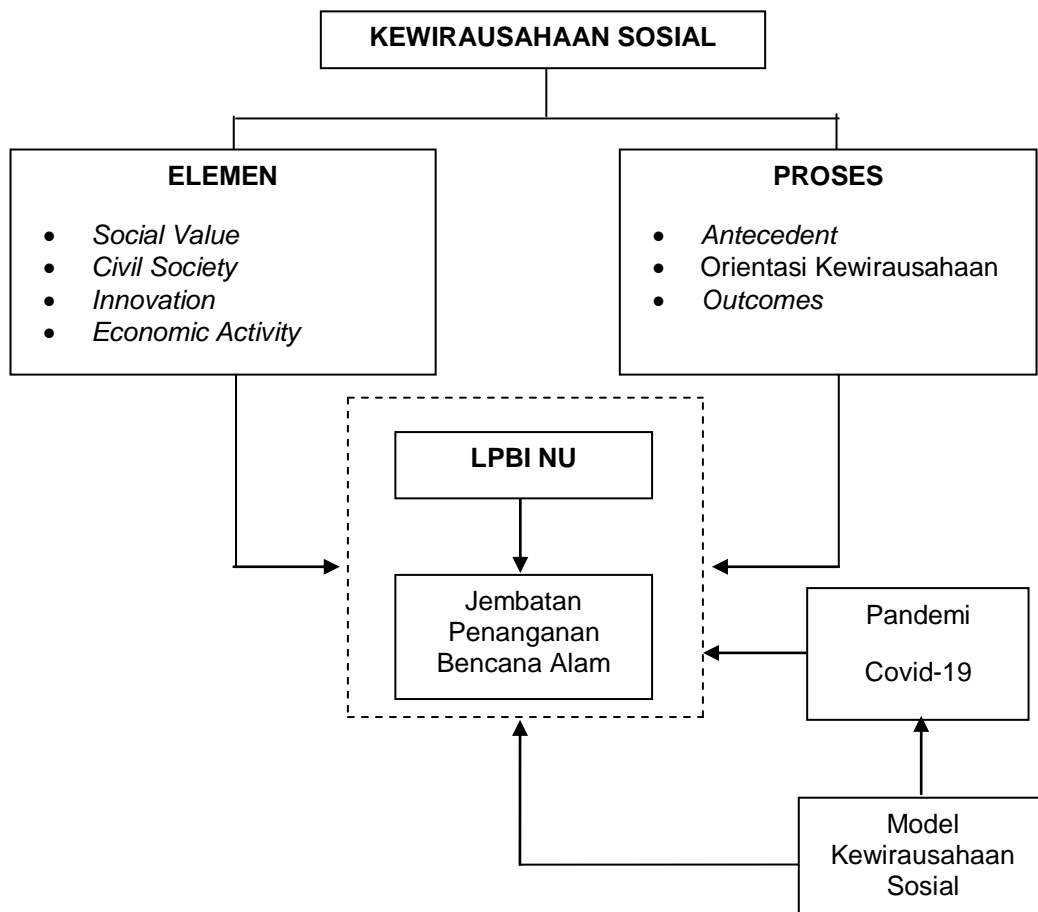 KEWIRAUSAHAAN SOSIAL
ELEMEN
• Social Value
• Civil Society
• Innovation
• Economic Activity
PROSES
• Antecedent
• Orientasi Kewirausahaan
• Outcomes
LPBI NU
Jembatan
Penanganan
Bencana Alam
Pandemi
Covid-19
Model
Kewirausahaan
Sosial